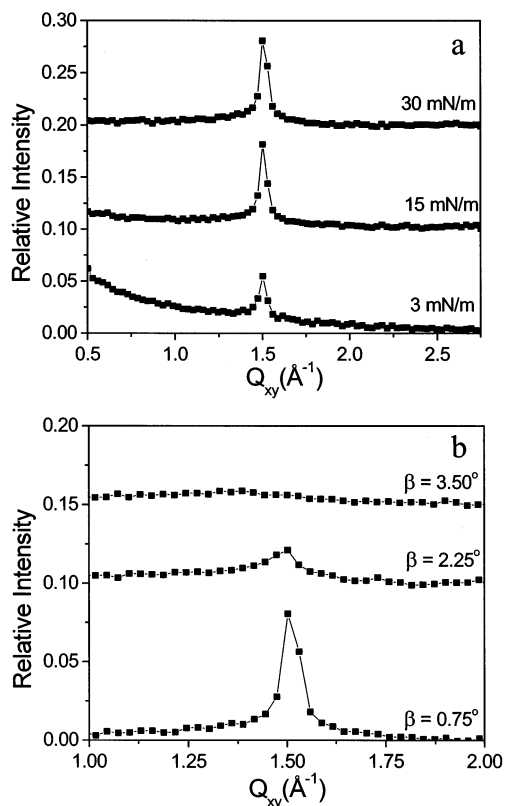 a
0.30
0.25
0.20
0.15
0.10
0.05
0.00
Relative Intensity
30 mN/m
15 mN/m
3 mN/m
0.5
1.0
1.5
2.0
2.5
Qxy(Å-1)
b
0.20
0.15
0.10
0.05
0.00
Relative Intensity
β = 3.50°
β = 2.25°
β = 0.75°
1.00
1.25
1.50
1.75
2.00
Qxy(Å-1)